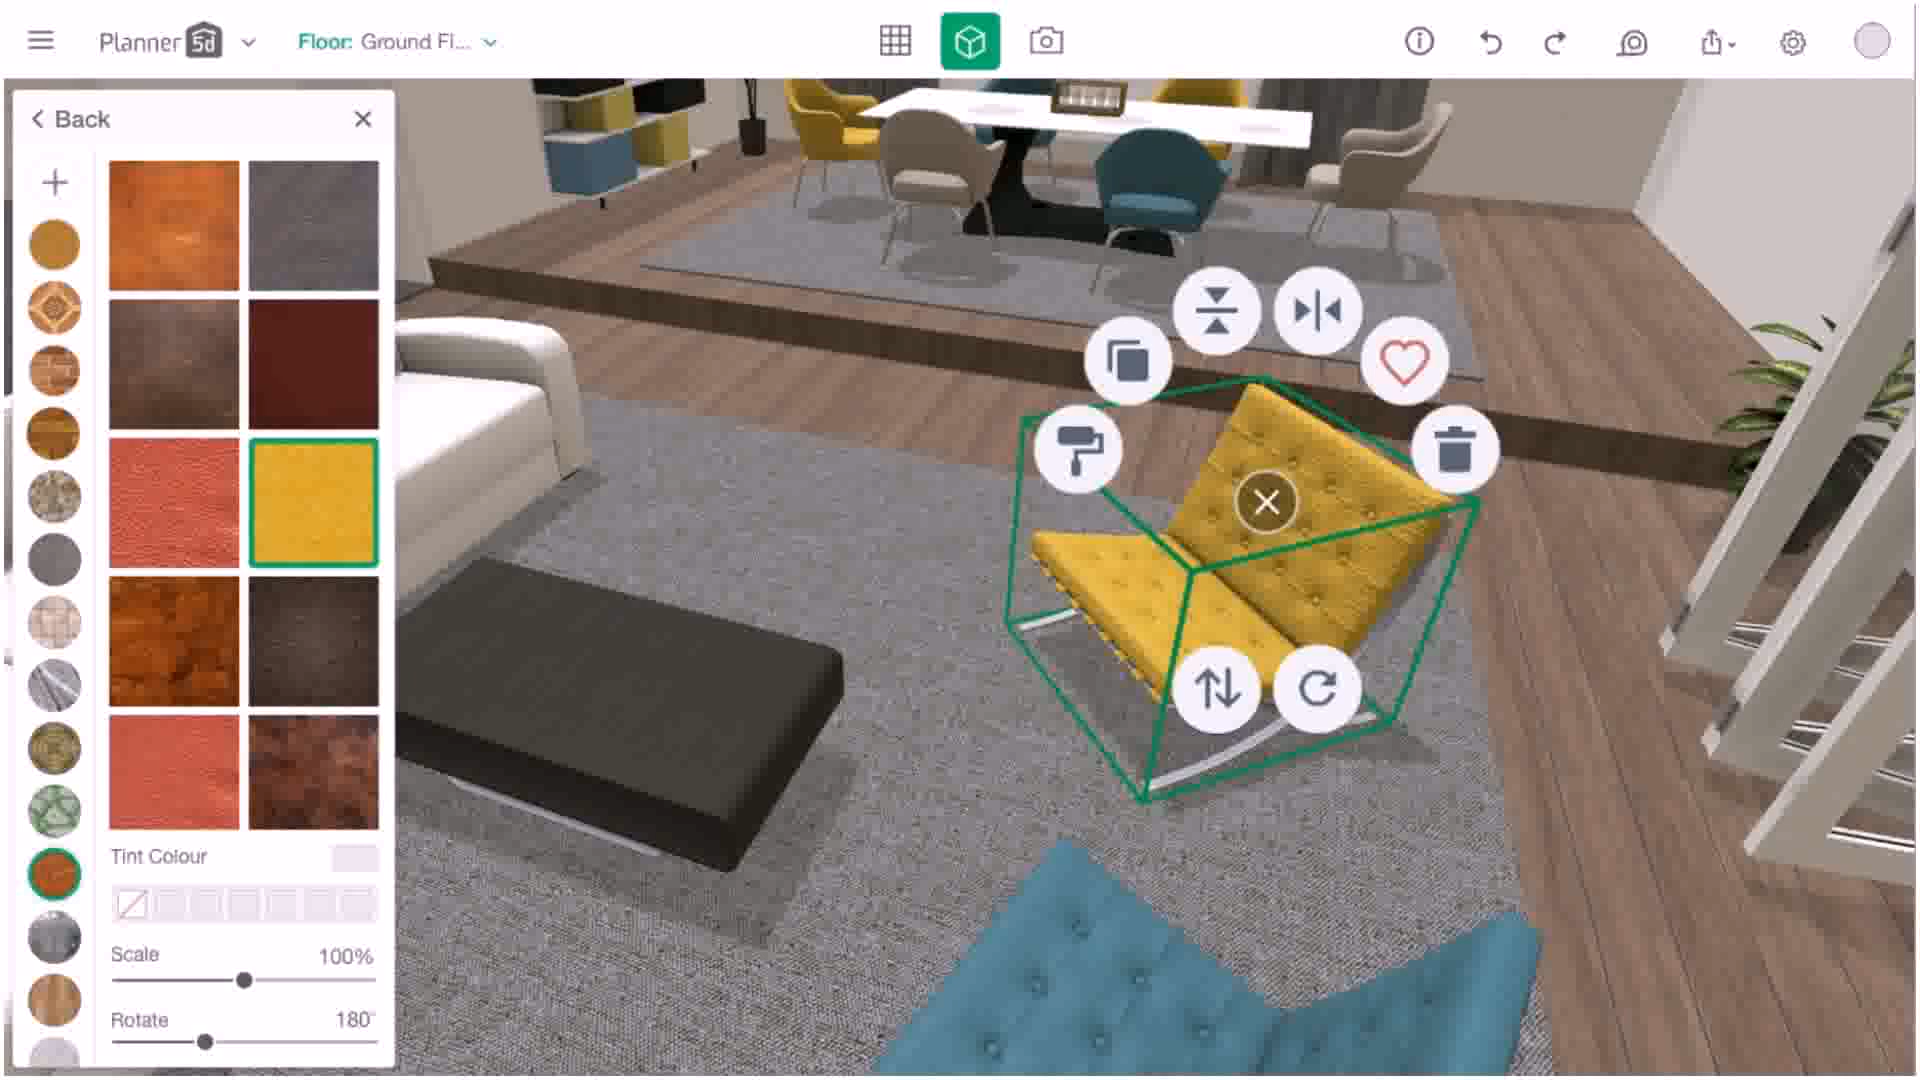 Planner 5d
Floor: Ground Fl...
Back
Tint Colour
Scale 100%
Rotate 180°